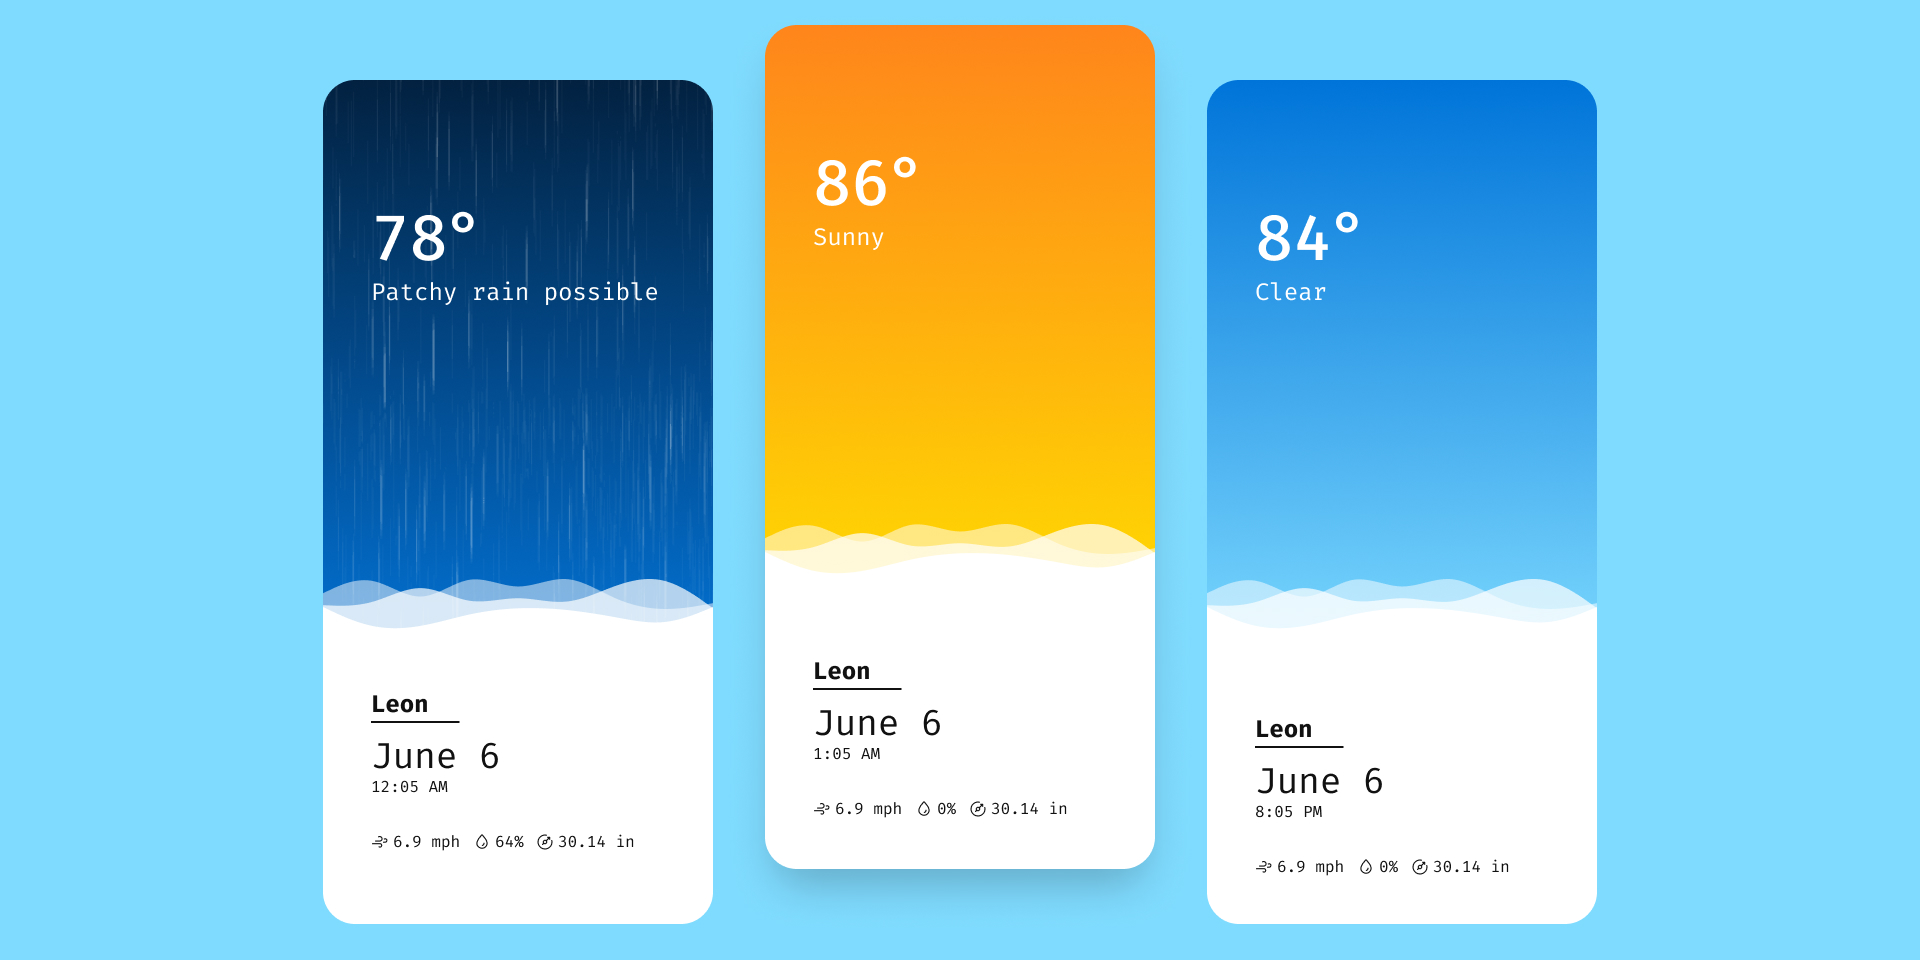 78°
Patchy rain possible
Leon
June 6
12:05 AM
6.9 mph 64% 30.14 in
86°
Sunny
Leon
June 6
1:05 AM
6.9 mph 0% 30.14 in
84°
Clear
Leon
June 6
8:05 PM
6.9 mph 0% 30.14 in